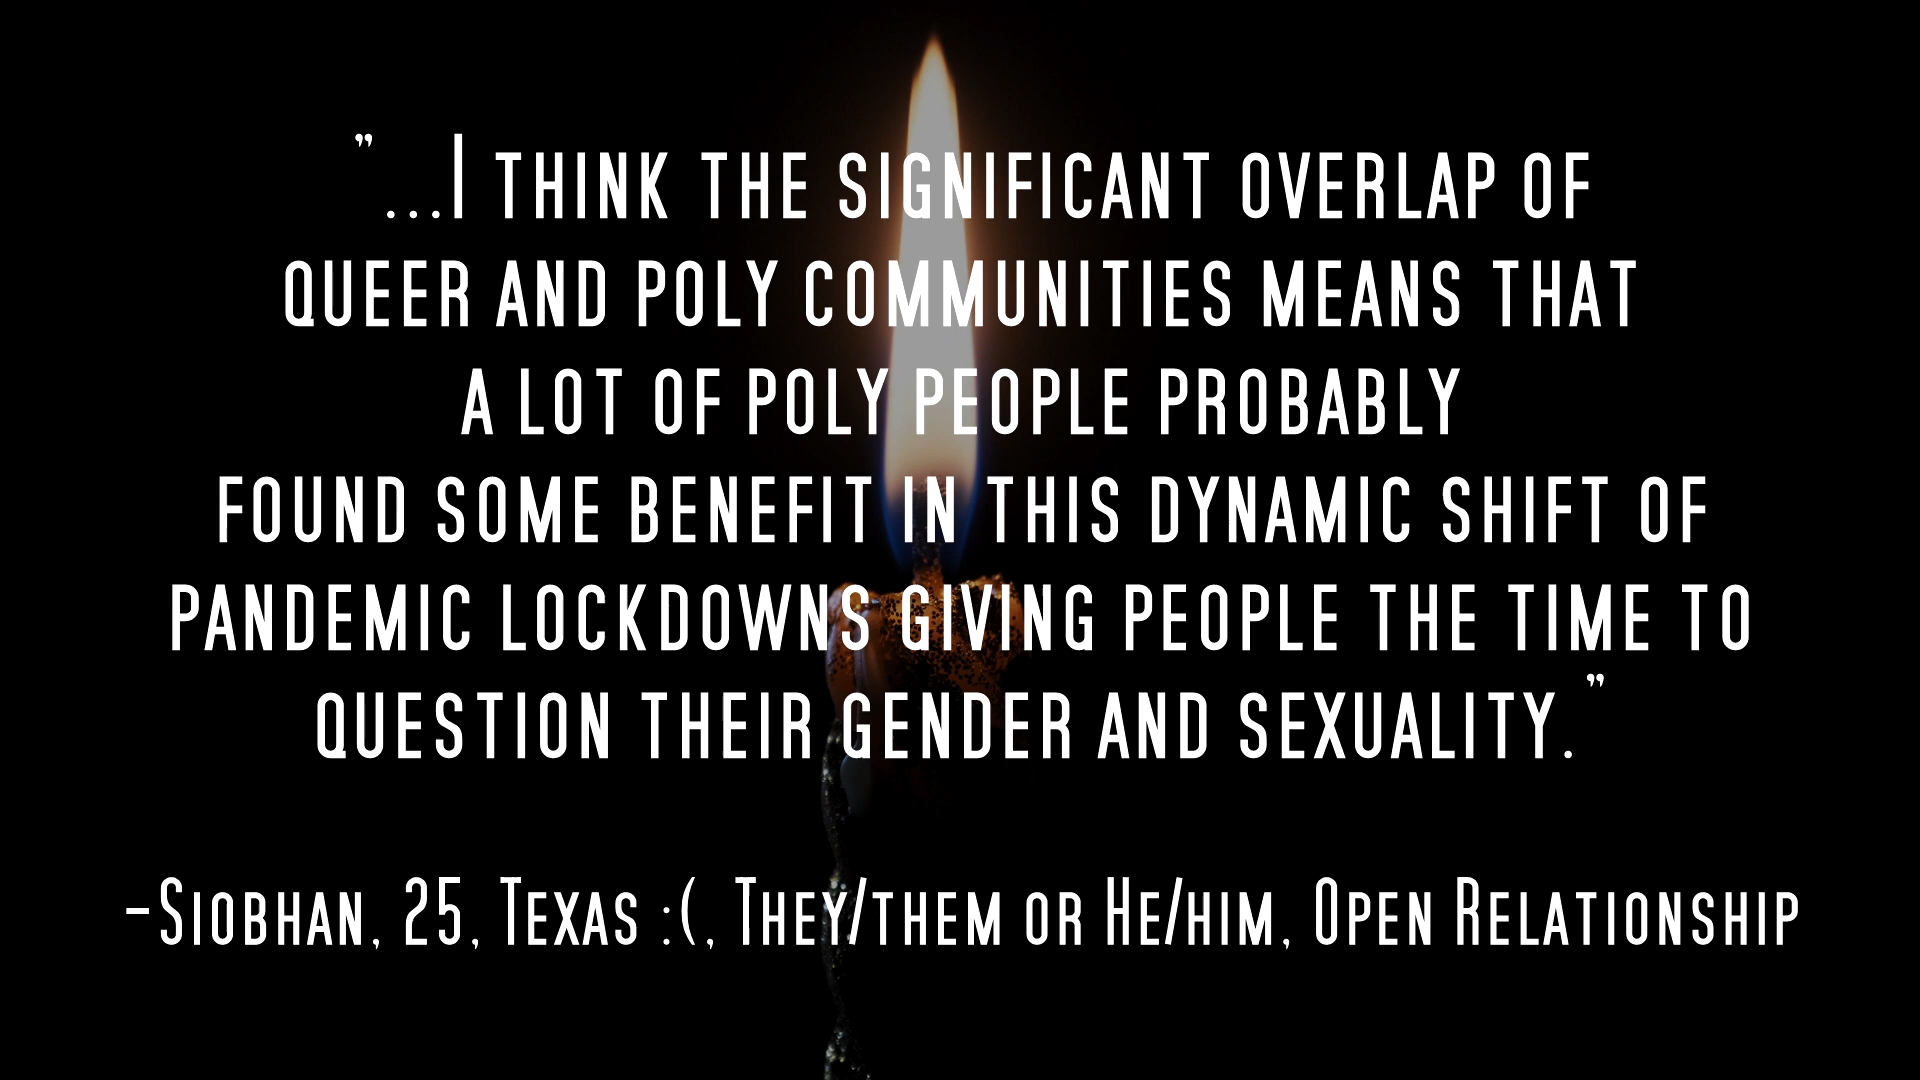 "...I THINK THE SIGNIFICANT OVERLAP OF
QUEER AND POLY COMMUNITIES MEANS THAT
A LOT OF POLY PEOPLE PROBABLY
FOUND SOME BENEFIT IN THIS DYNAMIC SHIFT OF
PANDEMIC LOCKDOWNS GIVING PEOPLE THE TIME TO
QUESTION THEIR GENDER AND SEXUALITY."
-SIOBHAN, 25, TEXAS :(, THEY/THEM OR HE/HIM, OPEN RELATIONSHIP